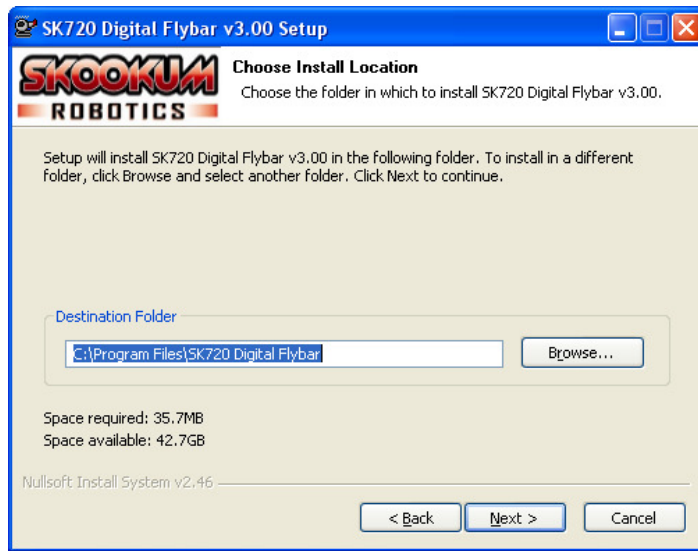 SK720 Digital Flybar v3.00 Setup
SKOOKUM
ROBOTICS
Choose Install Location
Choose the folder in which to install SK720 Digital Flybar v3.00.
Setup will install SK720 Digital Flybar v3.00 in the following folder. To install in a different
folder, click Browse and select another folder. Click Next to continue.
Destination Folder
C:\Program Files\SK720 Digital Flybar
Browse...
Space required: 35.7MB
Space available: 42.7GB
Nullsoft Install System v2.46
< Back
Next >
Cancel